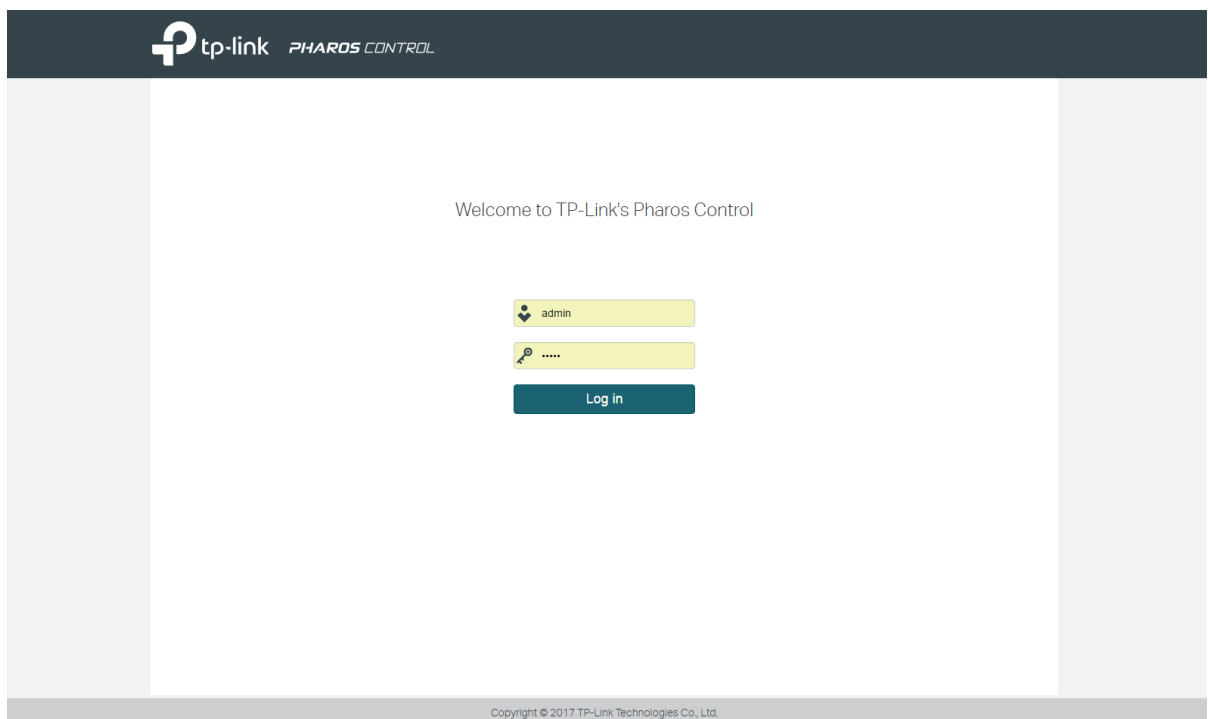 tp-link PHAROS CONTROL
Welcome to TP-Link's Pharos Control
admin
•••••
Log in
Copyright © 2017 TP-Link Technologies Co., Ltd.